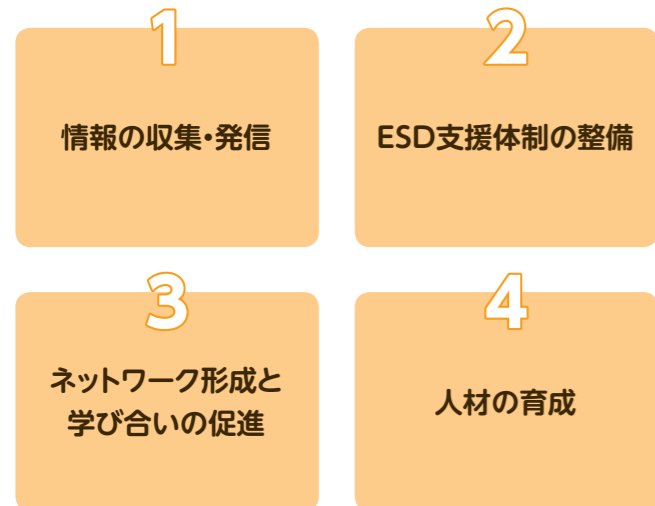 1
情報の収集・発信
2
ESD支援体制の整備
3
ネットワーク形成と
学び合いの促進
4
人材の育成